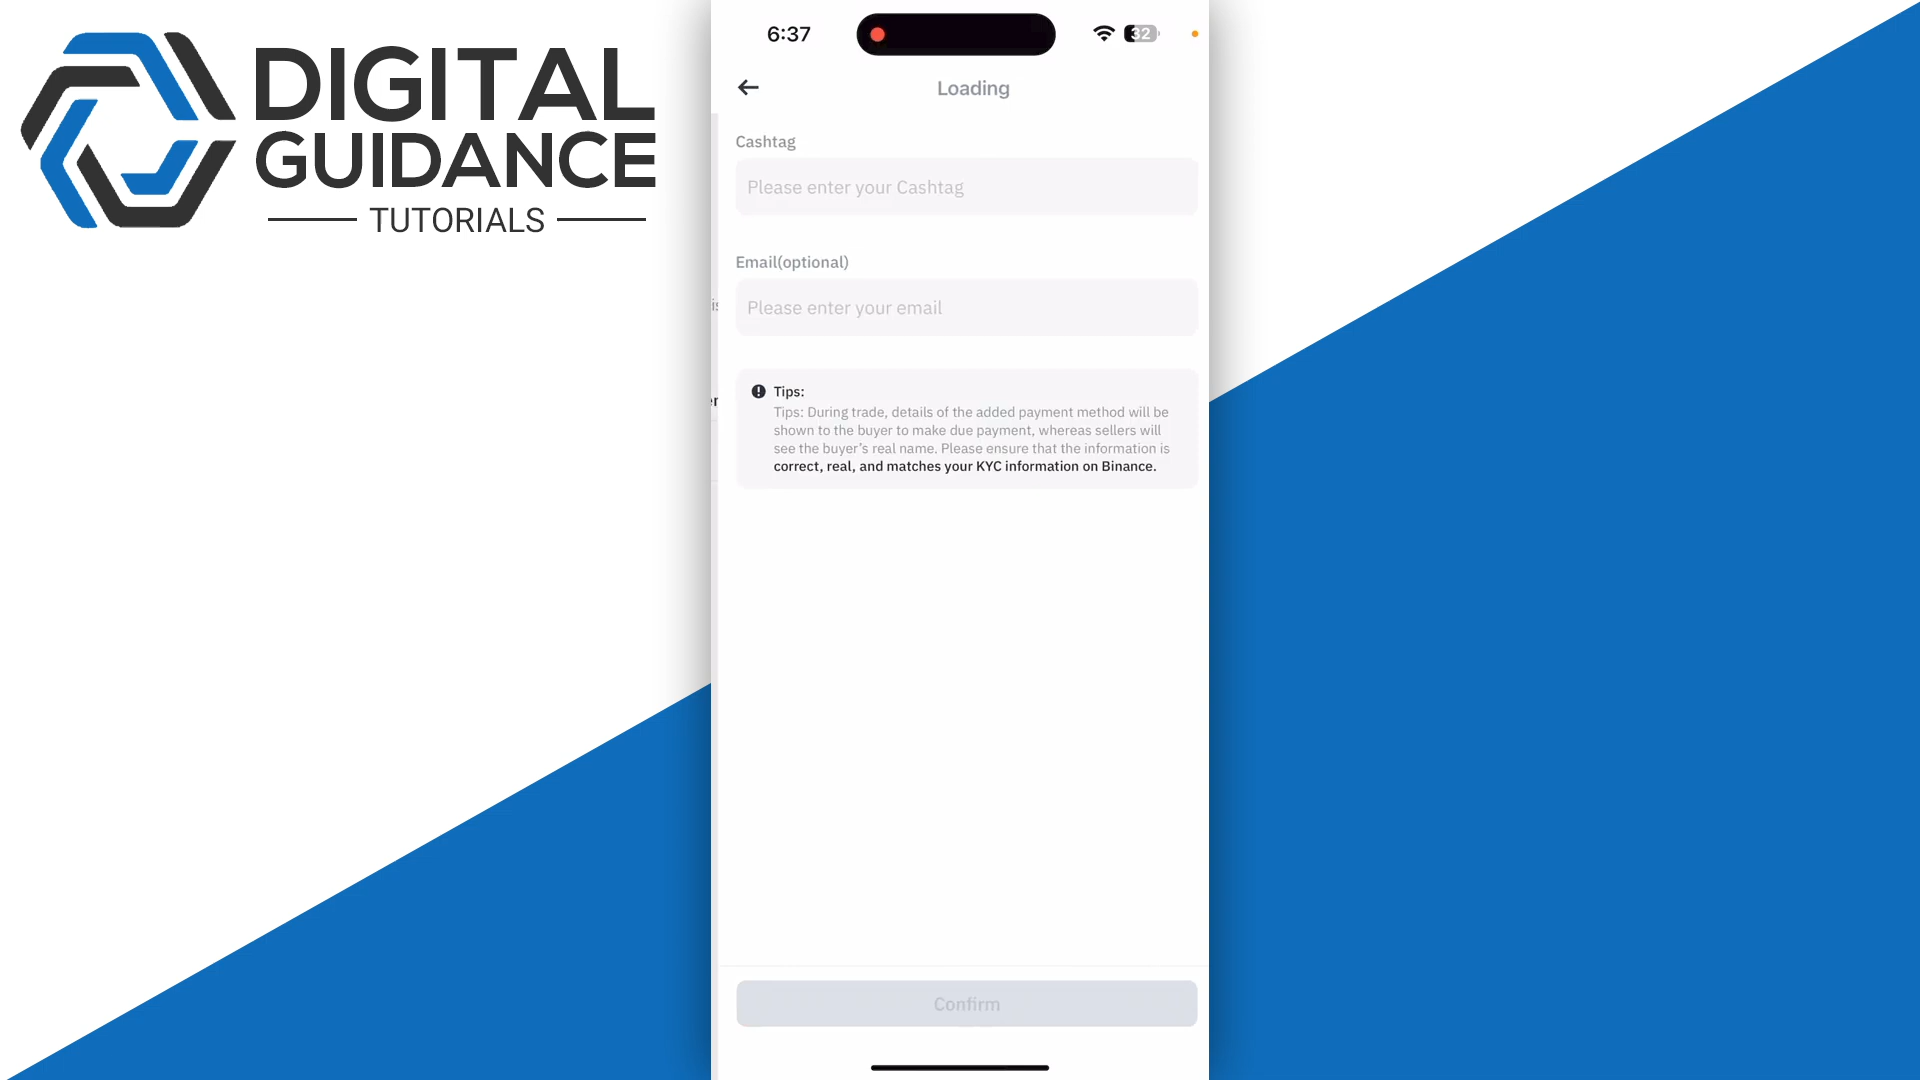 DIGITAL
GUIDANCE
TUTORIALS
6:37
32
Loading
Cashtag
Please enter your Cashtag
Email(optional)
Please enter your email
Tips:
Tips: During trade, details of the added payment method will be
shown to the buyer to make due payment, whereas sellers will
see the buyer’s real name. Please ensure that the information is
correct, real, and matches your KYC information on Binance.
Confirm